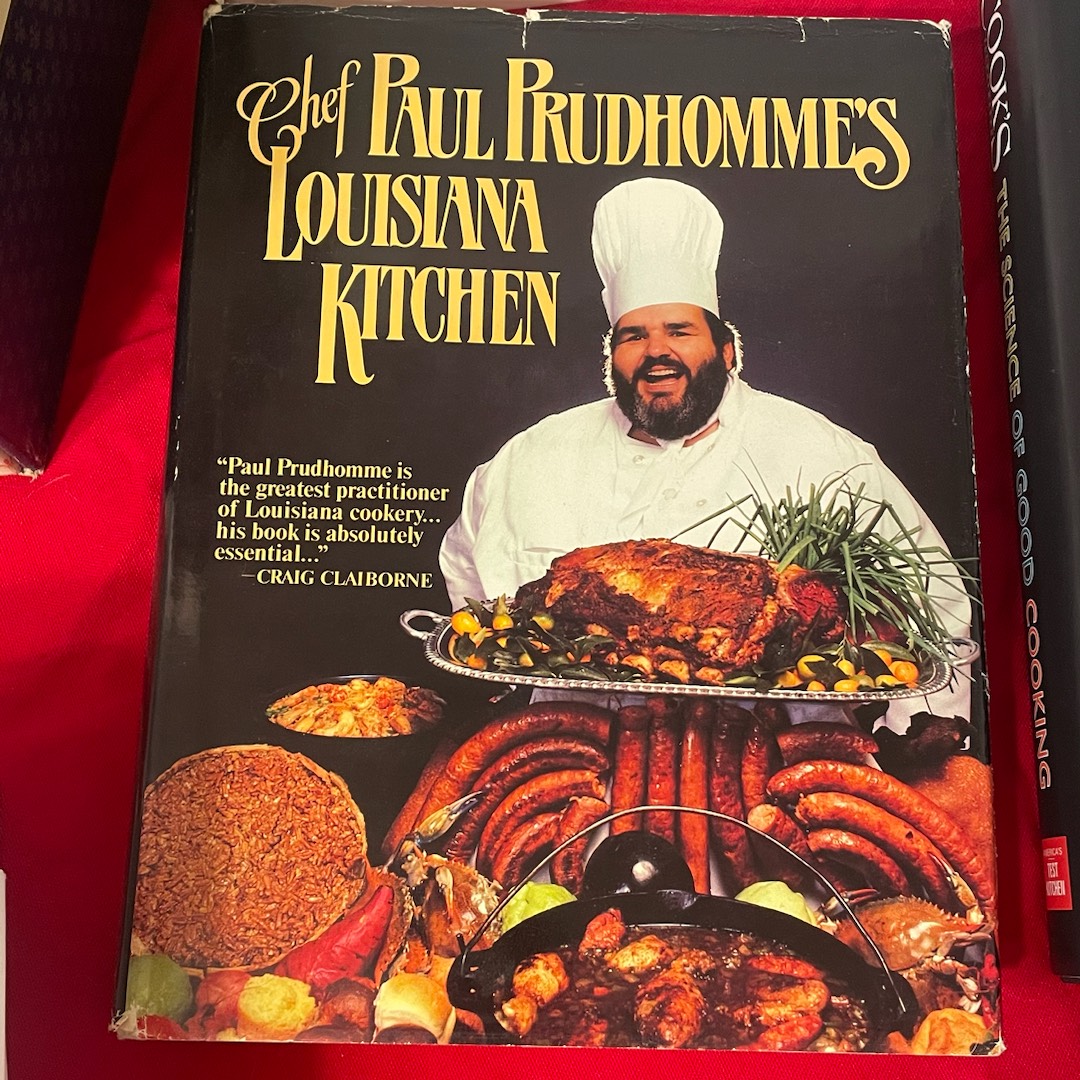 Chef PAUL PRUDHOMME'S
LOUISIANA
KITCHEN
“Paul Prudhomme is
the greatest practitioner
of Louisiana cookery...
his book is absolutely
essential...”
—CRAIG CLAIBORNE
COOK'S THE SCIENCE OF GOOD COOKING
AMERICA'S
TEST
KITCHEN